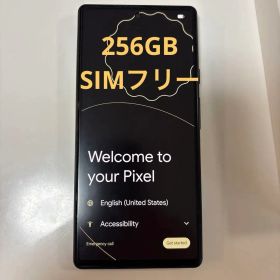 256GB
SIMフリー
Welcome to
your Pixel
English (United States)
Accessibility
Emergency call
Get started